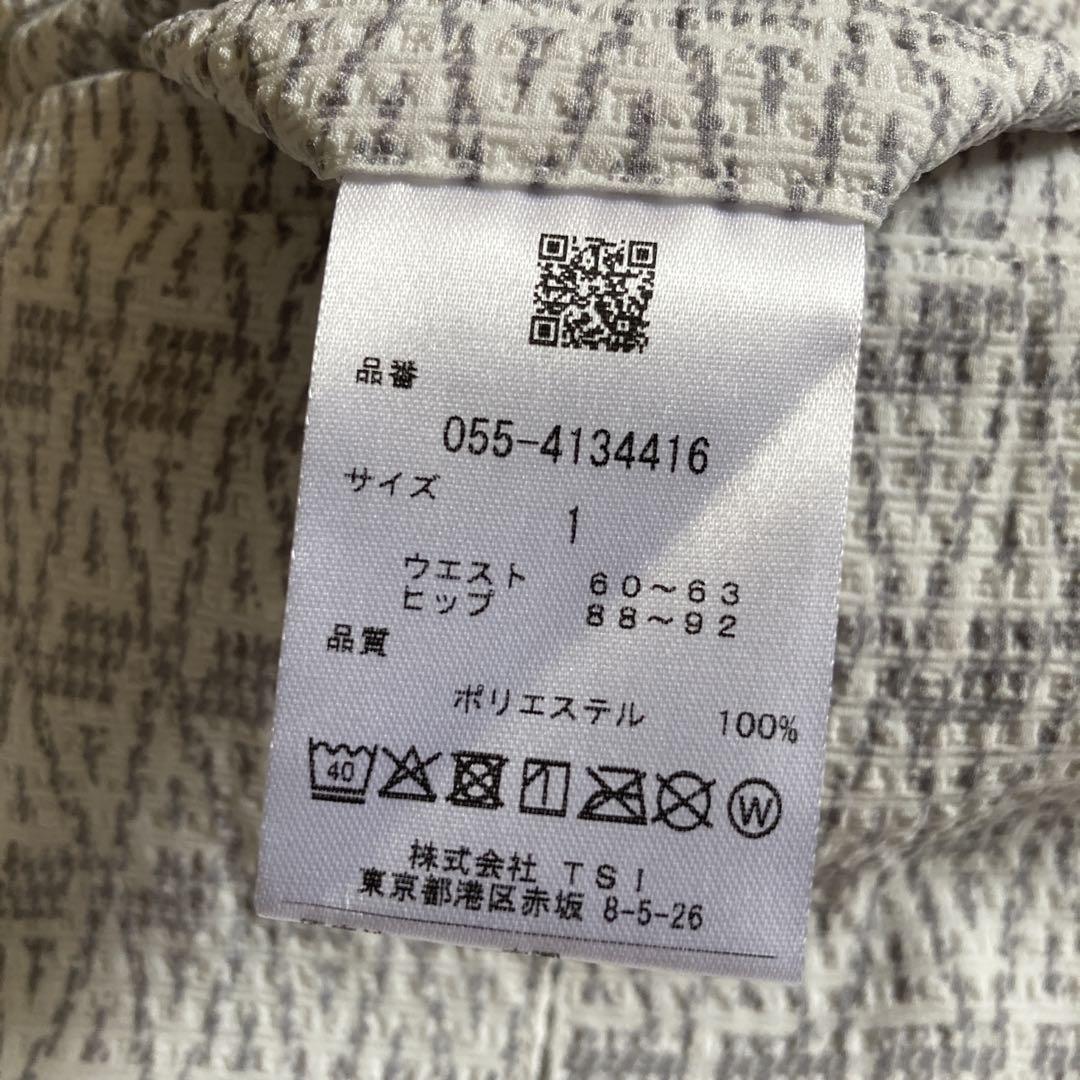 品番
055-4134416
サイズ
1
ウエスト 60～63
ヒップ 88～92
品質
ポリエステル 100%
40
W
株式会社 TSI
東京都港区赤坂 8-5-26